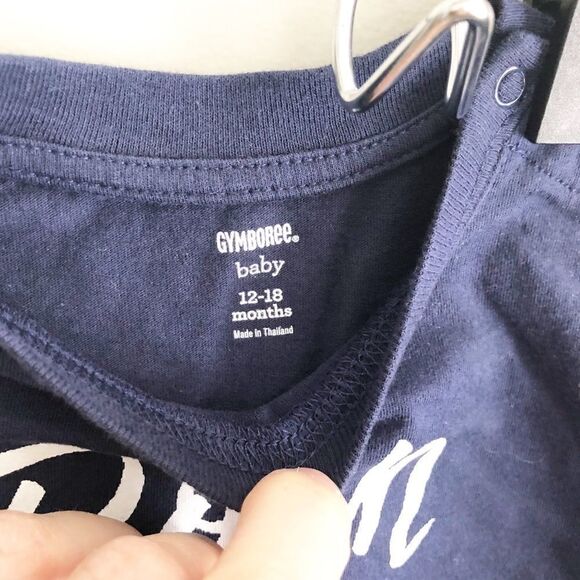 GYMBOREE®
baby
12-18
months
Made in Thailand